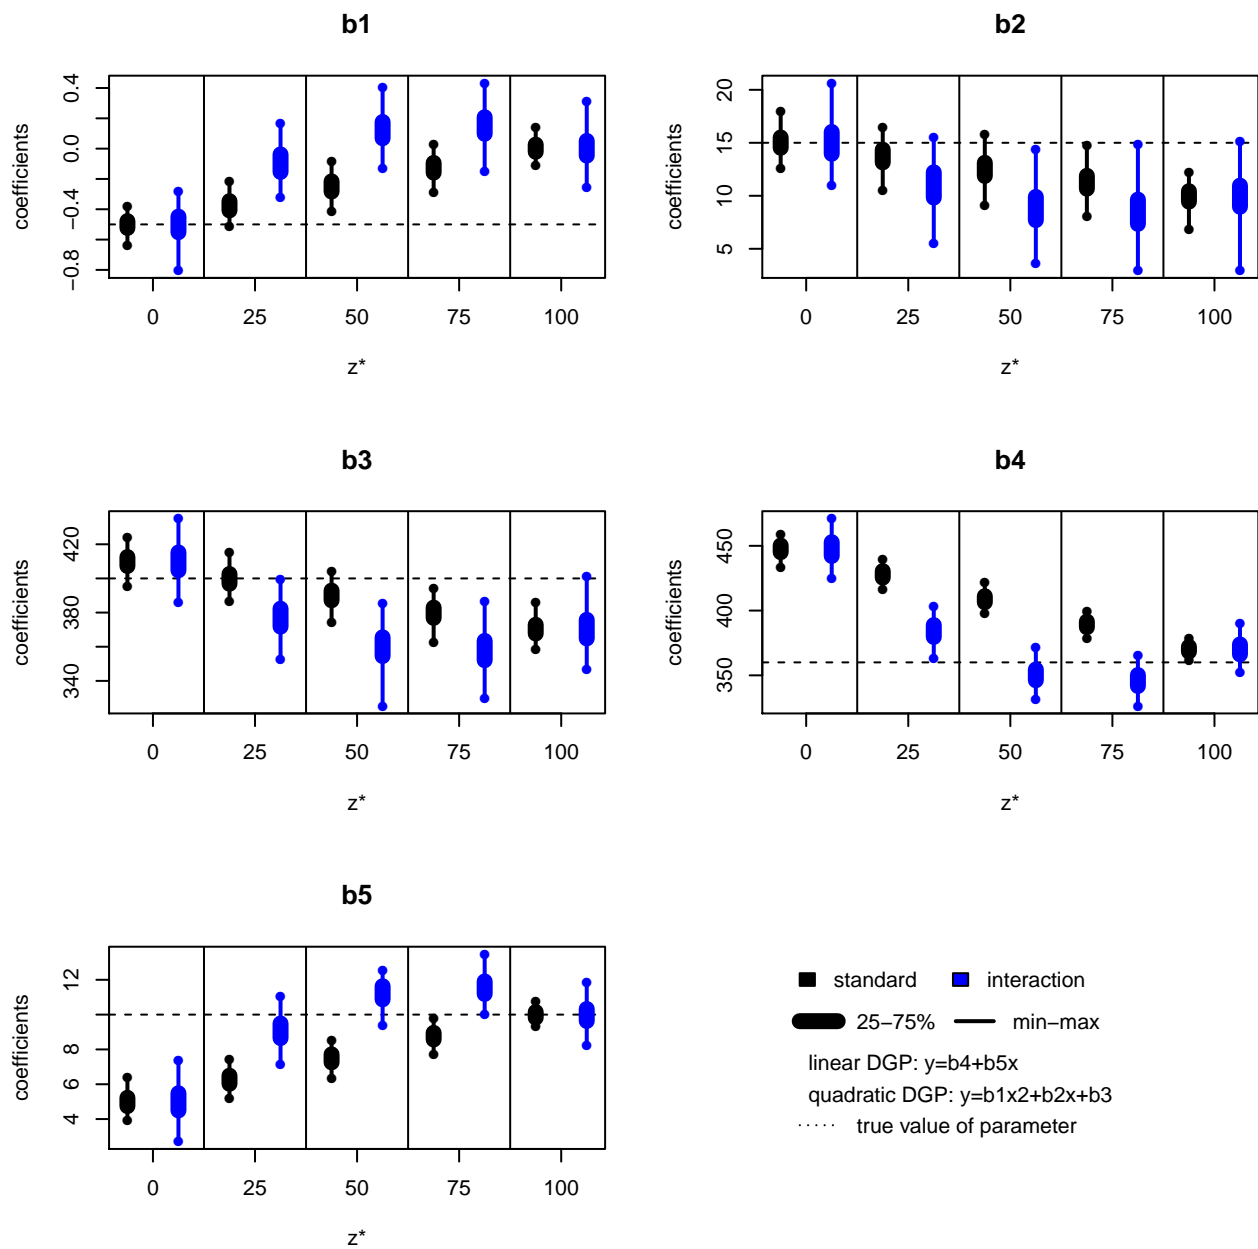 b1
coefficients
0.4
0.0
−0.4
−0.8
0 25 50 75 100
z*
b2
coefficients
20
15
10
5
0 25 50 75 100
z*
b3
coefficients
420
380
340
0 25 50 75 100
z*
b4
coefficients
450
400
350
0 25 50 75 100
z*
b5
coefficients
12
8
6
4
0 25 50 75 100
z*
standard interaction
25−75% min−max
linear DGP: y=b4+b5x
quadratic DGP: y=b1x2+b2x+b3
true value of parameter